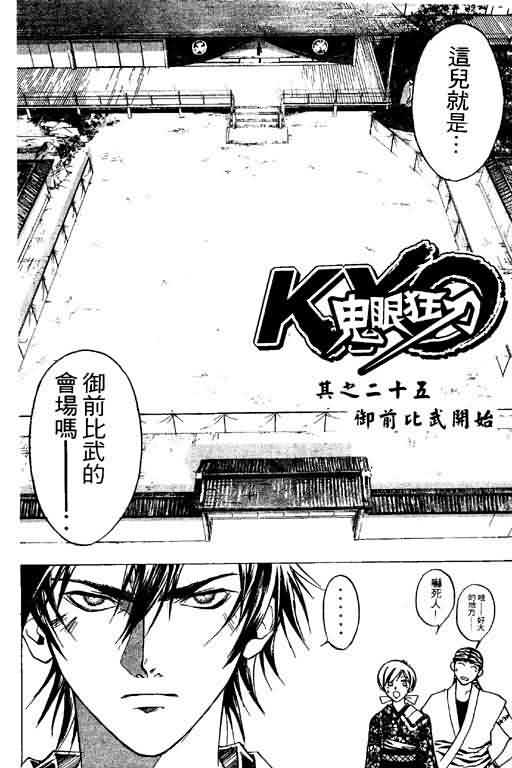 這兒就是…
KYO
鬼眼狂刀
其之二十五
御前比武開始
御前比武的
會場嗎——…
哇——好大
的地方…
嚇死人！
……